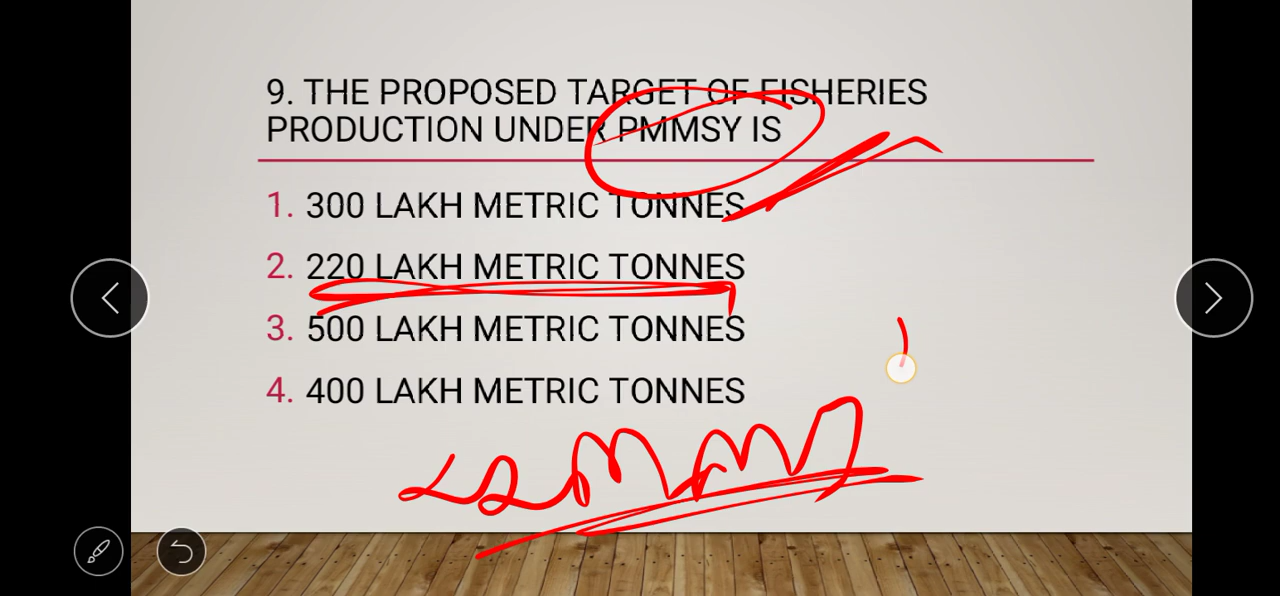 9. THE PROPOSED TARGET OF FISHERIES
PRODUCTION UNDER PMMSY IS
1. 300 LAKH METRIC TONNES
2. 220 LAKH METRIC TONNES
3. 500 LAKH METRIC TONNES
4. 400 LAKH METRIC TONNES